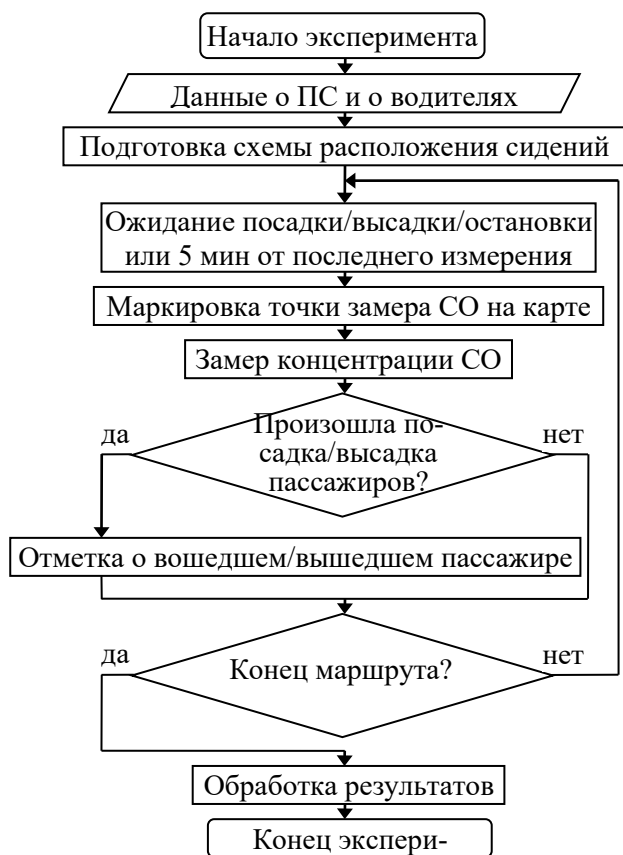 Начало эксперимента
Данные о ПС и о водителях
Подготовка схемы расположения сидений
Ожидание посадки/высадки/остановки
или 5 мин от последнего измерения
Маркировка точки замера СО на карте
Замер концентрации СО
Произошла по-
да
садка/высадка
нет
пассажиров?
Отметка о вошедшем/вышедшем пассажире
да
Конец маршрута?
нет
Обработка результатов
Конец экспери-